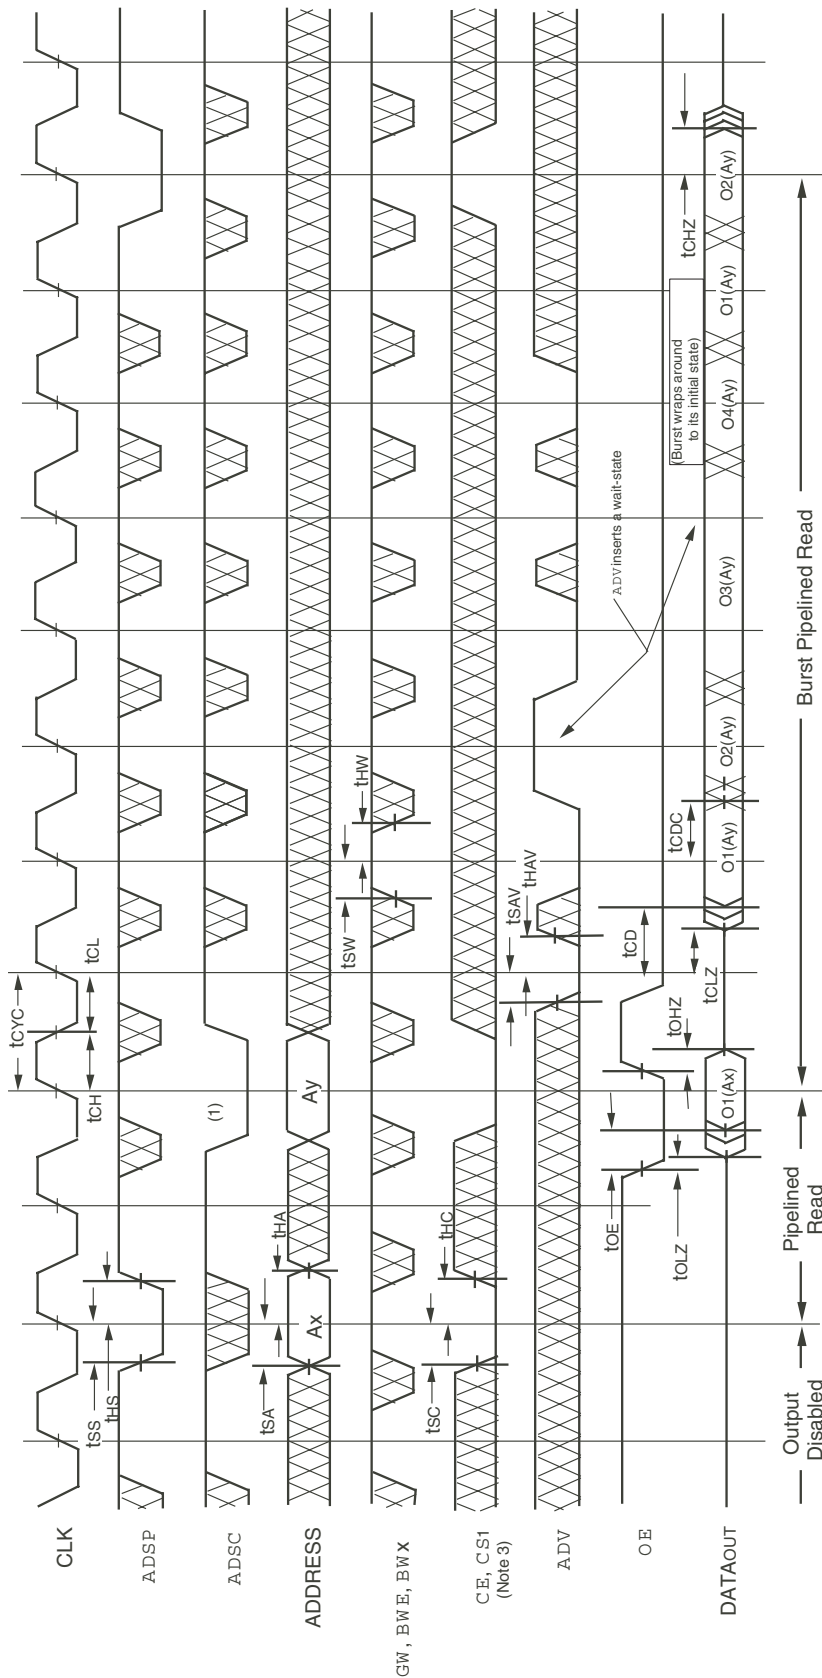 CLK
tCYC
tCH
tCL
ADSP
tSS
tHS
ADSC
(1)
ADDRESS
tSA
tHA
Ax
Ay
GW, BWE, BWx
tSW
tHW
CE, CS1
(Note 3)
tSC
tHC
ADV
tSAV
tHAV
ADV inserts a wait-state
OE
tOE
tOLZ
tOHZ
tCD
tCLZ
tCDC
tCHZ
(Burst wraps around
to its initial state)
DATAOUT
O1(Ax)
O1(Ay)
O2(Ay)
O3(Ay)
O4(Ay)
O1(Ay)
O2(Ay)
Output
Disabled
Pipelined
Read
Burst Pipelined Read